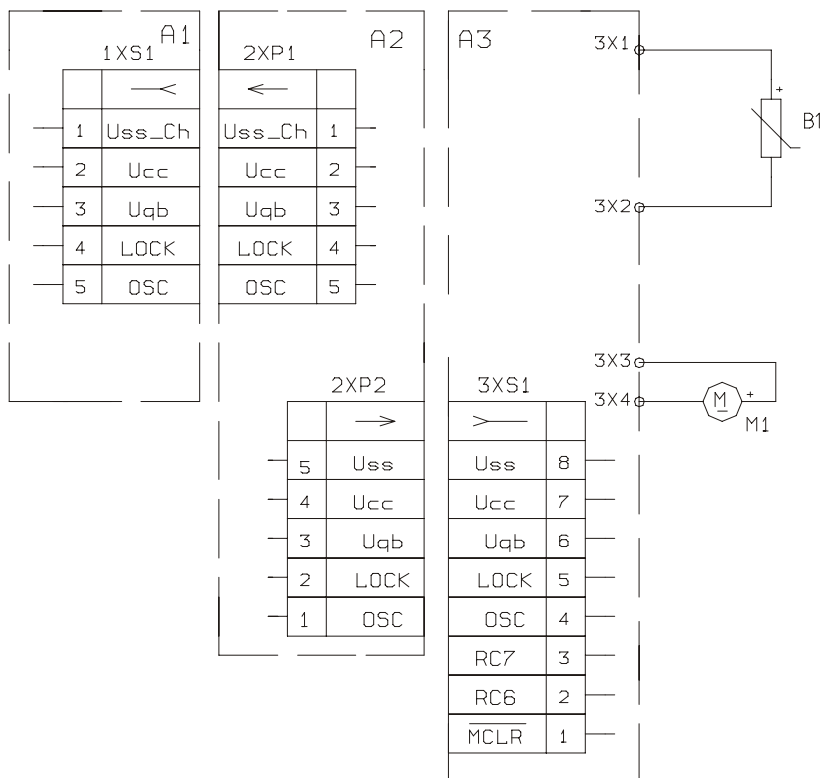 A1
A2
A3
3X1
1XS1
2XP1
B1
+
1 Uss_Ch Uss_Ch 1
2 Ucc Ucc 2
3 Uqb Uqb 3
4 LOCK LOCK 4
5 OSC OSC 5
3X2
3X3
2XP2
3XS1
3X4
M
+
M1
5 Uss Uss 8
4 Ucc Ucc 7
3 Uqb Uqb 6
2 LOCK LOCK 5
1 OSC OSC 4
RC7 3
RC6 2
MCLR 1